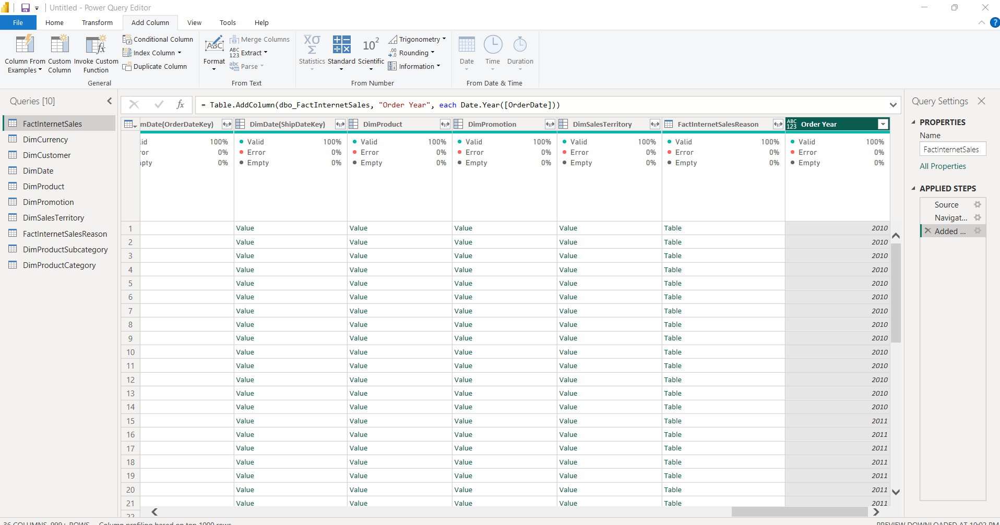 Untitled - Power Query Editor
File Home Transform Add Column View Tools Help
?
Column From Examples
Custom Column
Invoke Custom Function
Conditional Column
Index Column
Duplicate Column
General
ABC
Format
Merge Columns
ABC 123 Extract
abc Parse
From Text
XΣ
Statistics
Standard
10² Scientific
Trigonometry
.00 .0 Rounding
Information
From Number
Date
Time
Duration
From Date & Time
Queries [10]
FactInternetSales
DimCurrency
DimCustomer
DimDate
DimProduct
DimPromotion
DimSalesTerritory
FactInternetSalesReason
DimProductSubcategory
DimProductCategory
fx = Table.AddColumn(dbo_FactInternetSales, "Order Year", each Date.Year([OrderDate]))
mDate(OrderDateKey) DimDate(ShipDateKey) DimProduct DimPromotion DimSalesTerritory FactInternetSalesReason ABC 123 Order Year
lid 100% Valid 100% Valid 100% Valid 100% Valid 100% Valid 100% Valid 100%
or 0% Error 0% Error 0% Error 0% Error 0% Error 0% Error 0%
pty 0% Empty 0% Empty 0% Empty 0% Empty 0% Empty 0% Empty 0%
1 Value Value Value Value Table 2010
2 Value Value Value Value Table 2010
3 Value Value Value Value Table 2010
4 Value Value Value Value Table 2010
5 Value Value Value Value Table 2010
6 Value Value Value Value Table 2010
7 Value Value Value Value Table 2010
8 Value Value Value Value Table 2010
9 Value Value Value Value Table 2010
10 Value Value Value Value Table 2010
11 Value Value Value Value Table 2010
12 Value Value Value Value Table 2010
13 Value Value Value Value Table 2010
14 Value Value Value Value Table 2010
15 Value Value Value Value Table 2011
16 Value Value Value Value Table 2011
17 Value Value Value Value Table 2011
18 Value Value Value Value Table 2011
19 Value Value Value Value Table 2011
20 Value Value Value Value Table 2011
21 Value Value Value Value Table 2011
22
Query Settings
PROPERTIES
Name
FactInternetSales
All Properties
APPLIED STEPS
Source
Navigat...
Added ...
36 COLUMNS, 999+ ROWS Column profiling based on top 1000 rows
PREVIEW DOWNLOADED AT 10:02 PM